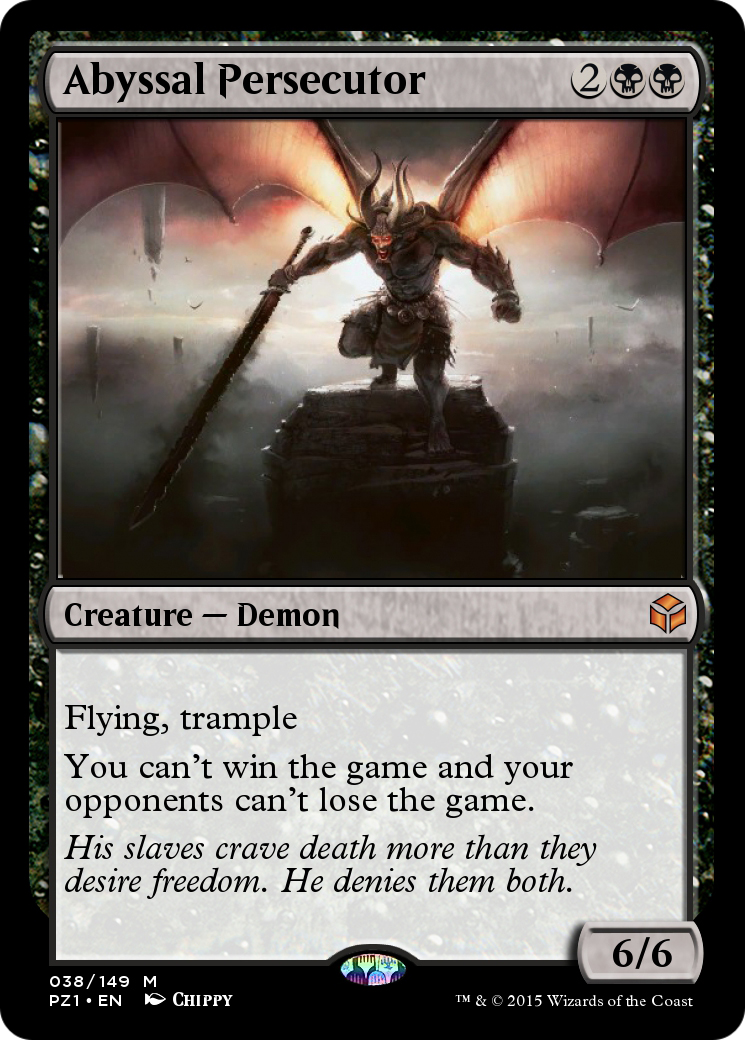 Abyssal Persecutor 2
Creature — Demon
Flying, trample
You can't win the game and your
opponents can't lose the game.
His slaves crave death more than they
desire freedom. He denies them both.
6/6
038/149 M
PZ1 • EN Chippy
™ & © 2015 Wizards of the Coast